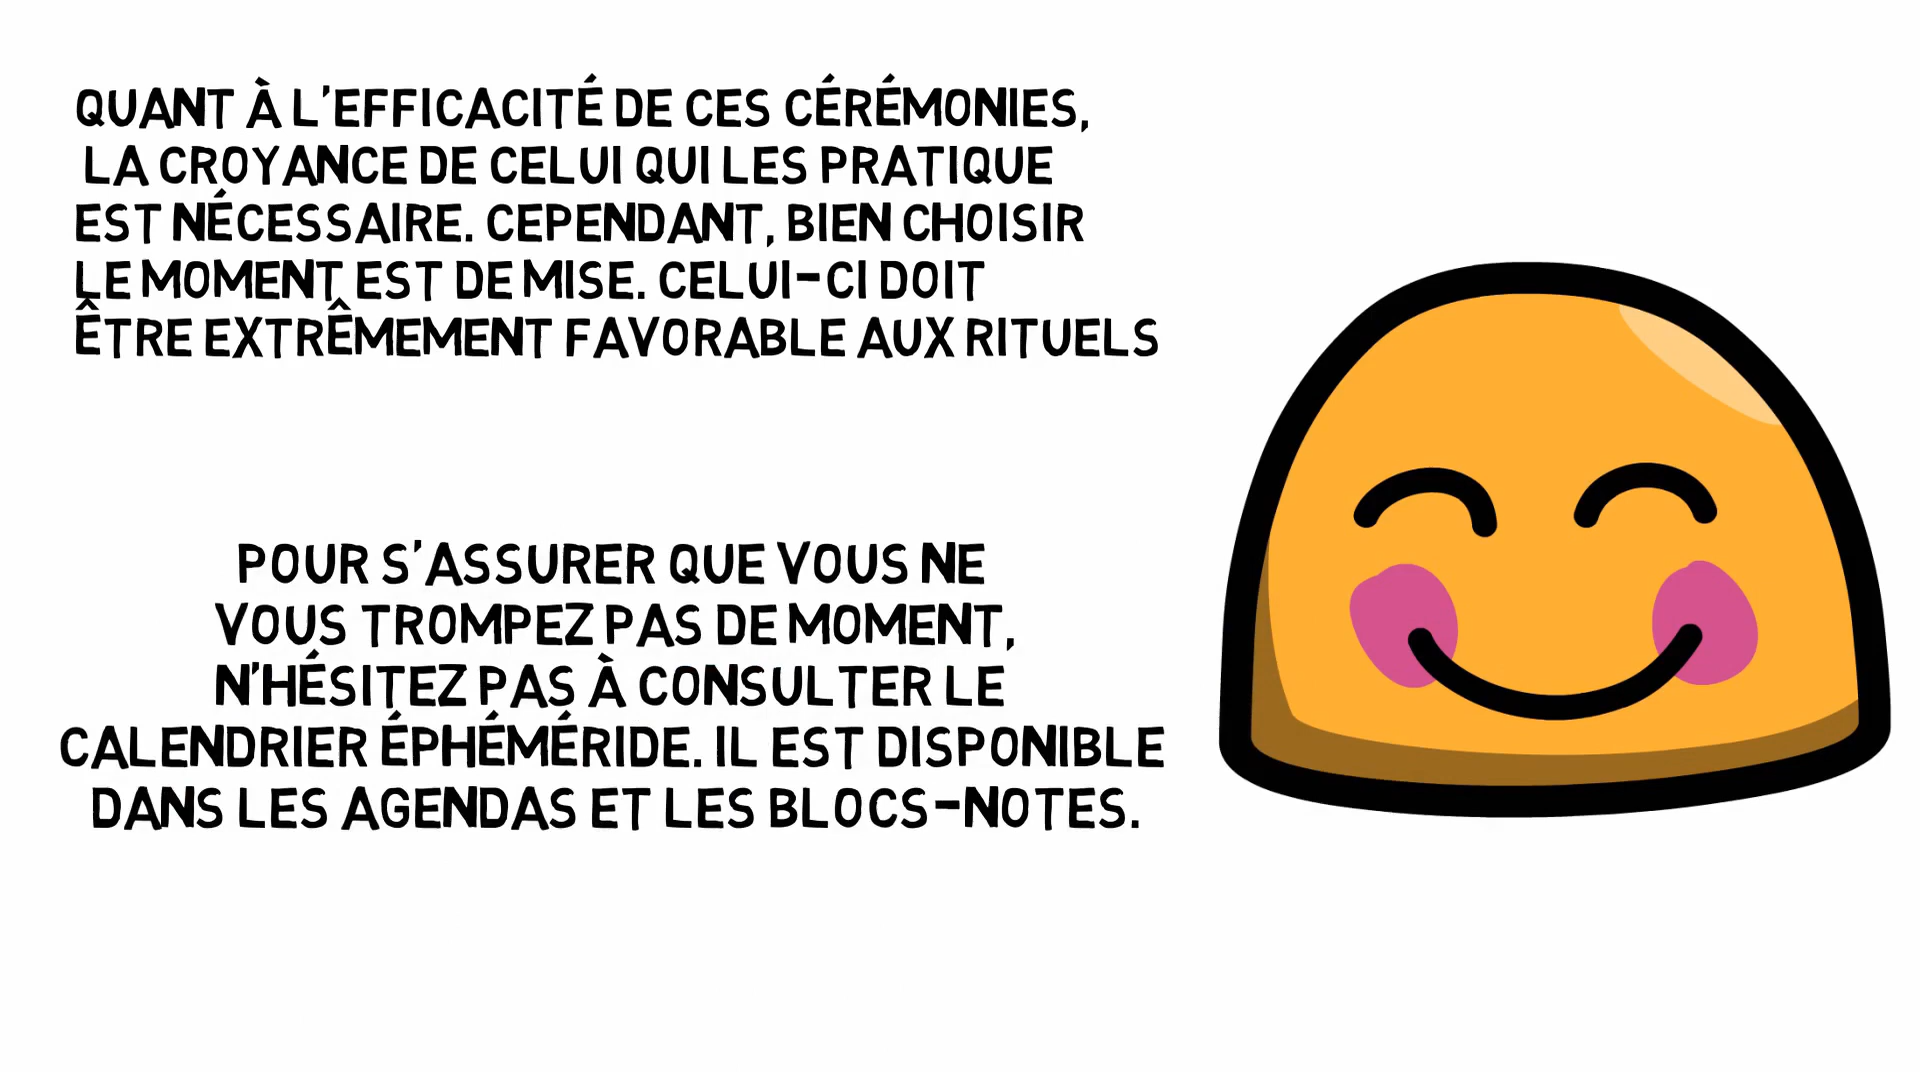 QUANT À L'EFFICACITÉ DE CES CÉRÉMONIES,
LA CROYANCE DE CELUI QUI LES PRATIQUE
EST NÉCESSAIRE. CEPENDANT, BIEN CHOISIR
LE MOMENT EST DE MISE. CELUI-CI DOIT
ÊTRE EXTRÊMEMENT FAVORABLE AUX RITUELS
POUR S'ASSURER QUE VOUS NE
VOUS TROMPEZ PAS DE MOMENT,
N'HÉSITEZ PAS À CONSULTER LE
CALENDRIER ÉPHÉMÉRIDE. IL EST DISPONIBLE
DANS LES AGENDAS ET LES BLOCS-NOTES.